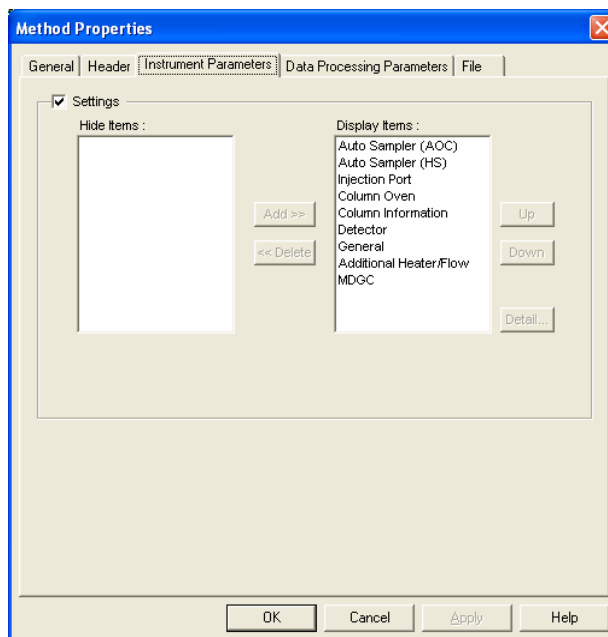 Method Properties
General Header Instrument Parameters Data Processing Parameters File
Settings
Hide Items : Display Items :
Auto Sampler (AOC)
Auto Sampler (HS)
Injection Port
Column Oven
Column Information
Detector
General
Additional Heater/Flow
MDGC
Add >>
<< Delete
Up
Down
Detail...
OK Cancel Apply Help